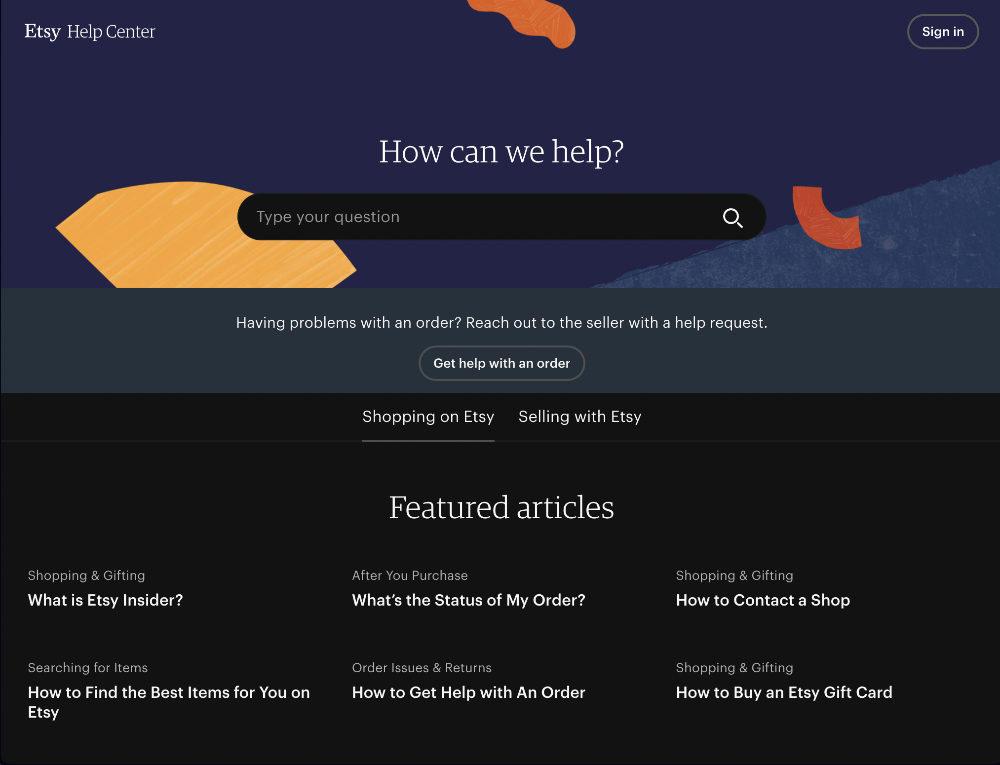 Etsy Help Center
Sign in
How can we help?
Type your question
Having problems with an order? Reach out to the seller with a help request.
Get help with an order
Shopping on Etsy
Selling with Etsy
Featured articles
Shopping & Gifting
What is Etsy Insider?
After You Purchase
What’s the Status of My Order?
Shopping & Gifting
How to Contact a Shop
Searching for Items
How to Find the Best Items for You on
Etsy
Order Issues & Returns
How to Get Help with An Order
Shopping & Gifting
How to Buy an Etsy Gift Card